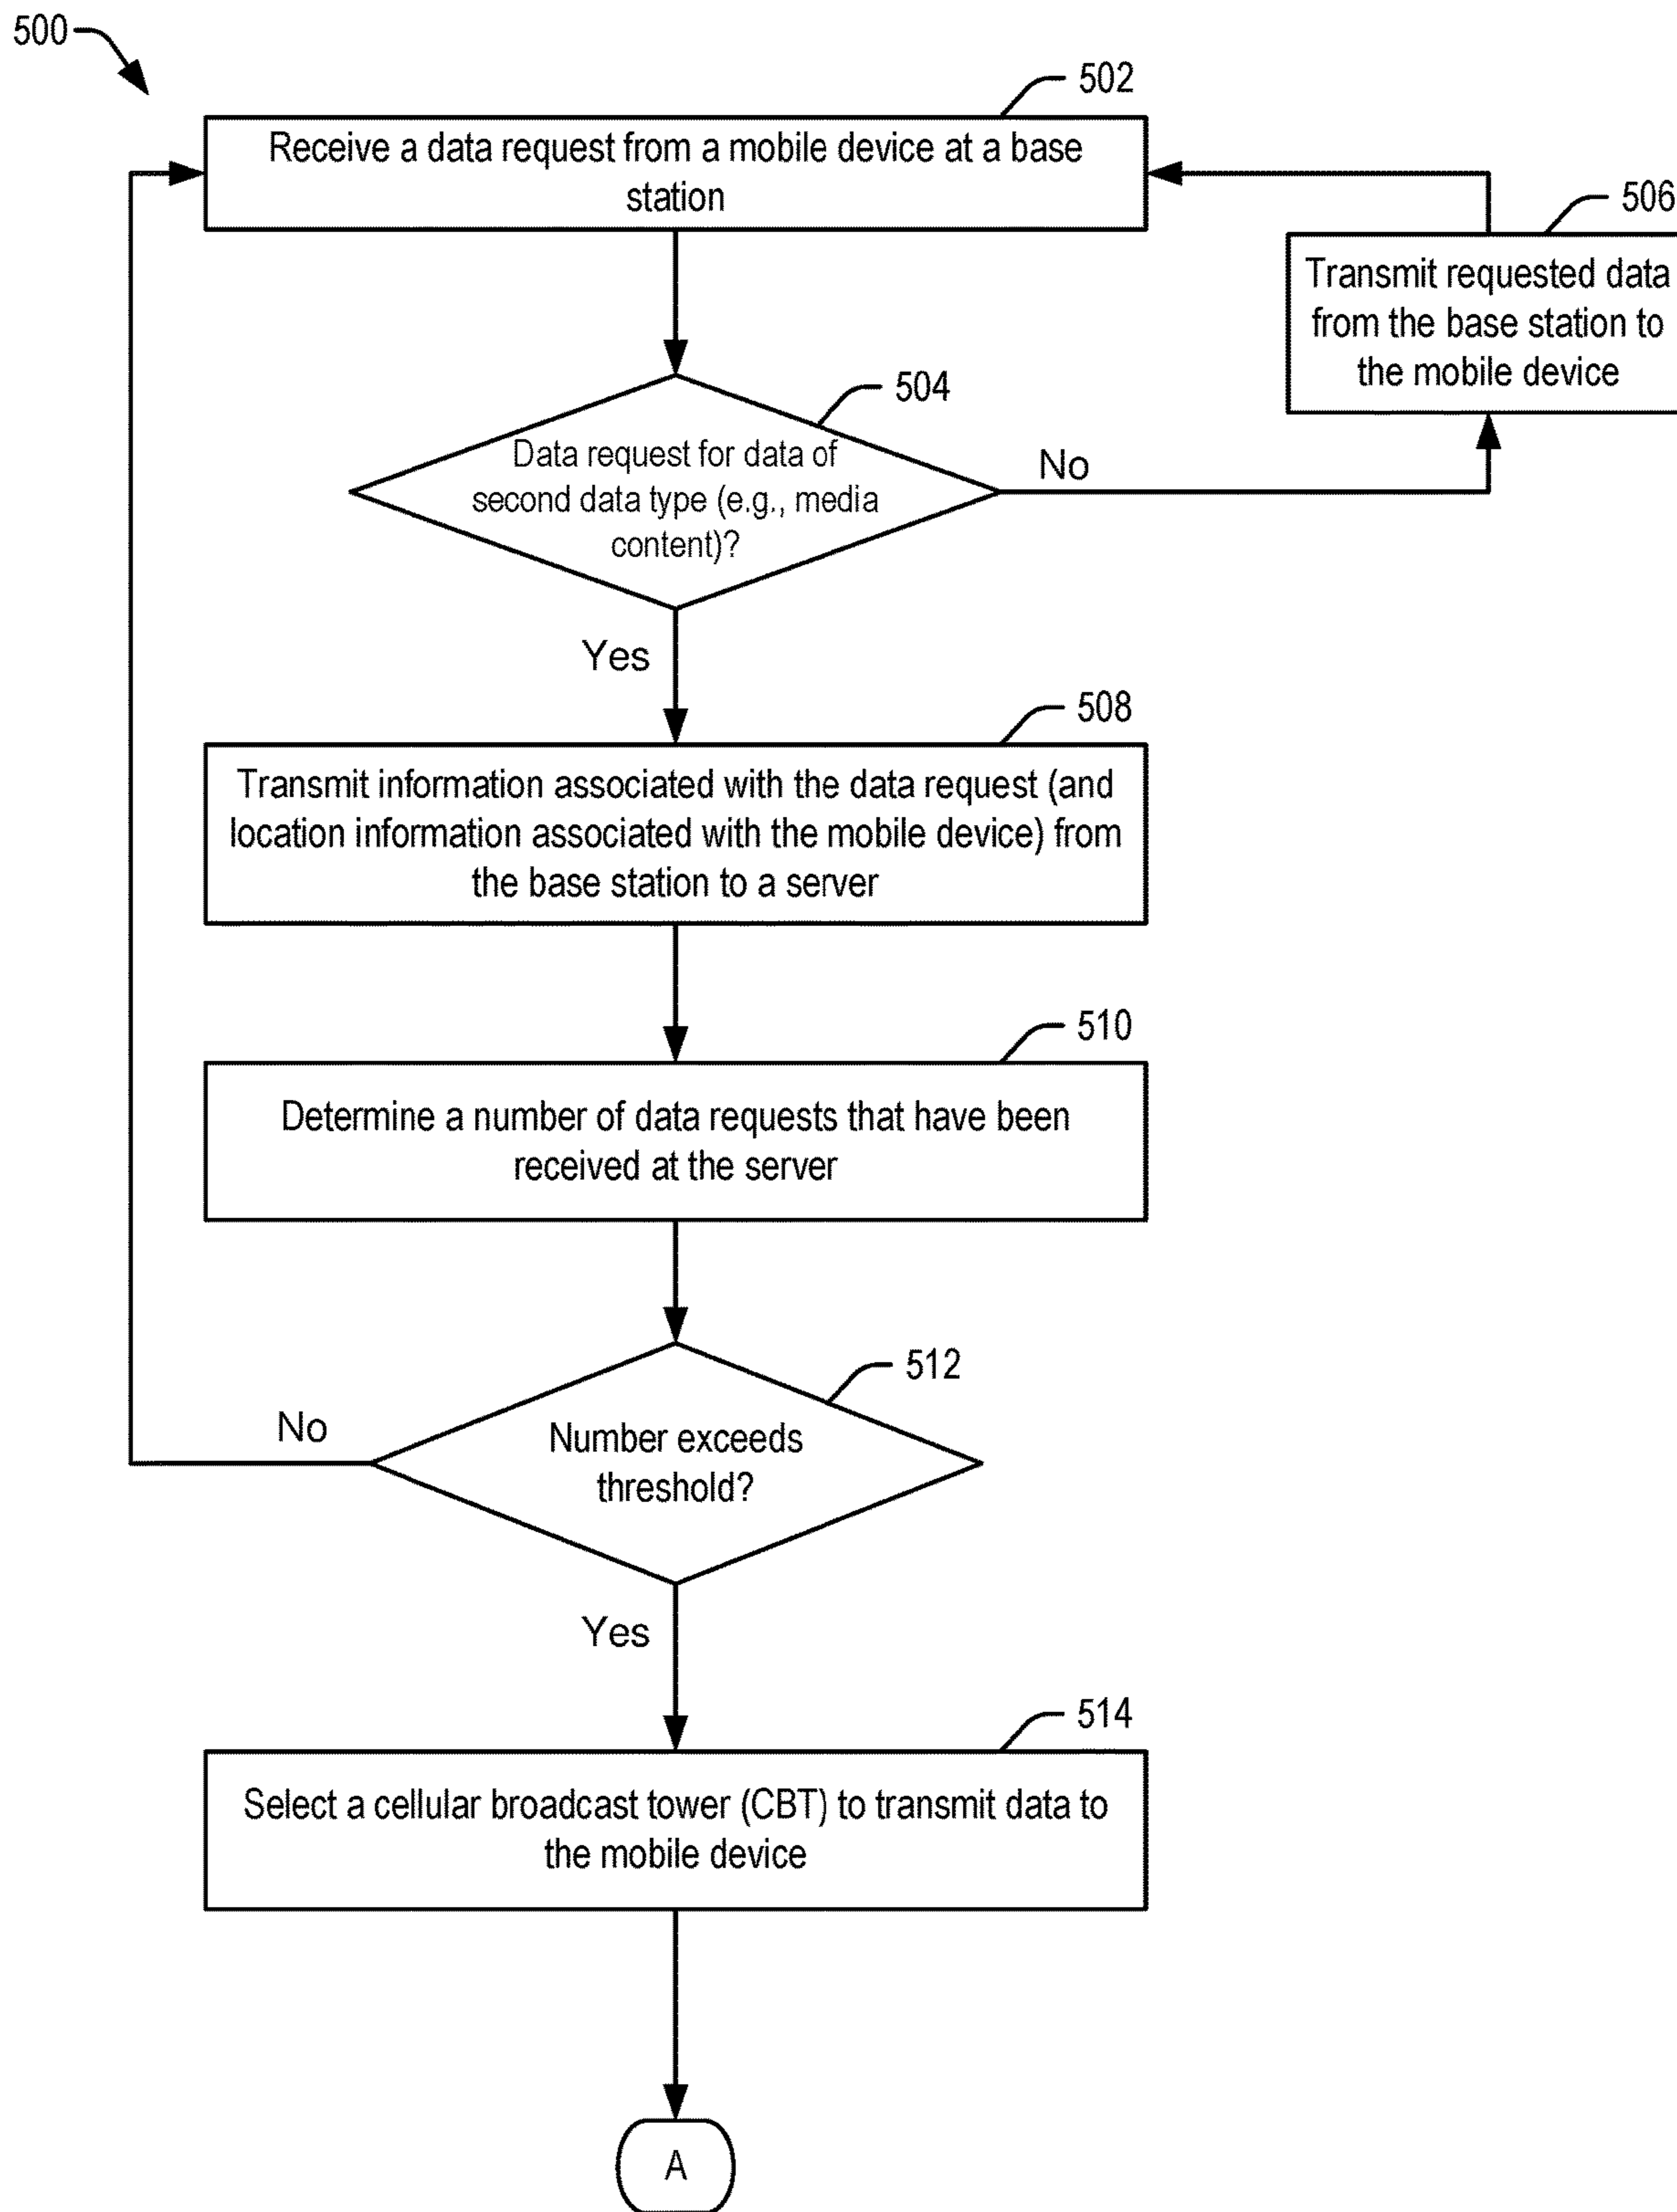 500
502
Receive a data request from a mobile device at a base
station
506
Transmit requested data
from the base station to
the mobile device
504
Data request for data of
second data type (e.g., media
content)?
No
Yes
508
Transmit information associated with the data request (and
location information associated with the mobile device) from
the base station to a server
510
Determine a number of data requests that have been
received at the server
512
Number exceeds
threshold?
No
Yes
514
Select a cellular broadcast tower (CBT) to transmit data to
the mobile device
A